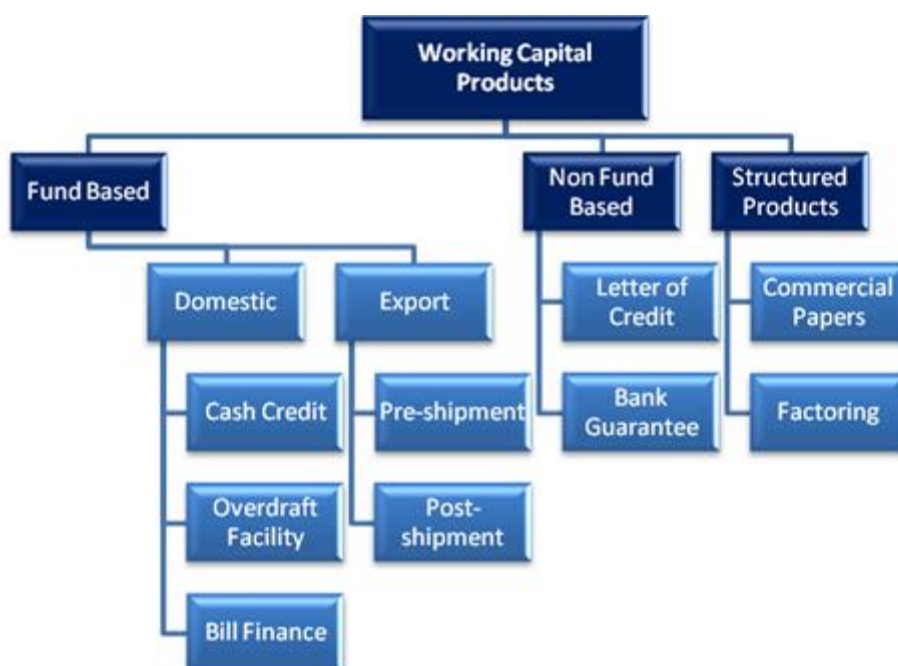 Working Capital
Products
Fund Based
Non Fund
Based
Structured
Products
Domestic
Export
Letter of
Credit
Commercial
Papers
Cash Credit
Pre-shipment
Bank
Guarantee
Factoring
Overdraft
Facility
Post-
shipment
Bill Finance